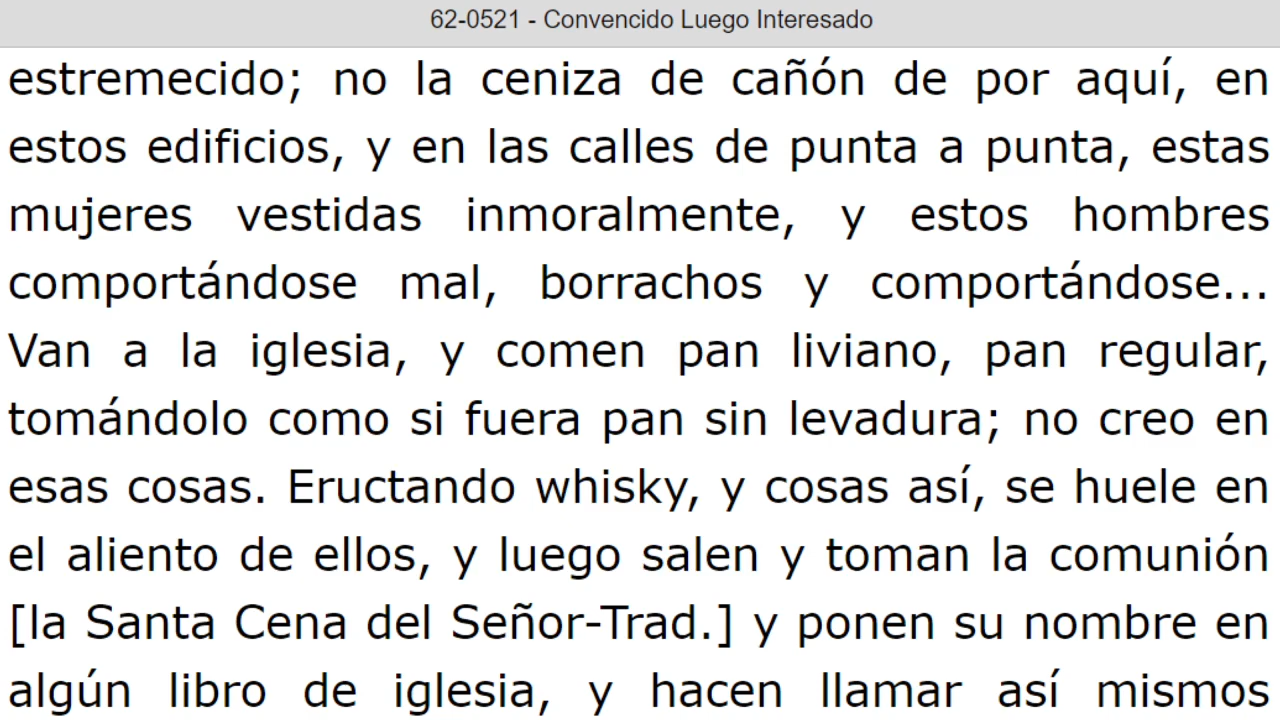 62-0521 - Convencido Luego Interesado
estremecido; no la ceniza de cañón de por aquí, en
estos edificios, y en las calles de punta a punta, estas
mujeres vestidas inmoralmente, y estos hombres
comportándose mal, borrachos y comportándose...
Van a la iglesia, y comen pan liviano, pan regular,
tomándolo como si fuera pan sin levadura; no creo en
esas cosas. Eructando whisky, y cosas así, se huele en
el aliento de ellos, y luego salen y toman la comunión
[la Santa Cena del Señor-Trad.] y ponen su nombre en
algún libro de iglesia, y hacen llamar así mismos